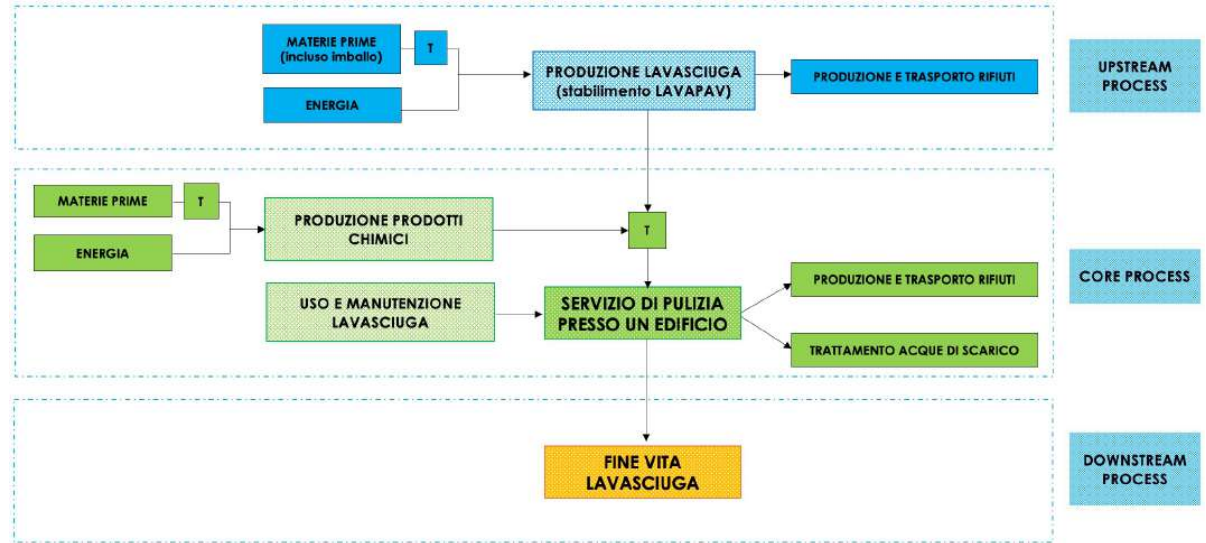 MATERIE PRIME
(incluso imballo)
T
ENERGIA
PRODUZIONE LAVASCIUGA
(stabilimento LAVAPAV)
PRODUZIONE E TRASPORTO RIFIUTI
UPSTREAM
PROCESS
MATERIE PRIME
T
ENERGIA
PRODUZIONE PRODOTTI
CHIMICI
T
USO E MANUTENZIONE
LAVASCIUGA
SERVIZIO DI PULIZIA
PRESSO UN EDIFICIO
PRODUZIONE E TRASPORTO RIFIUTI
TRATTAMENTO ACQUE DI SCARICO
CORE PROCESS
FINE VITA
LAVASCIUGA
DOWNSTREAM
PROCESS